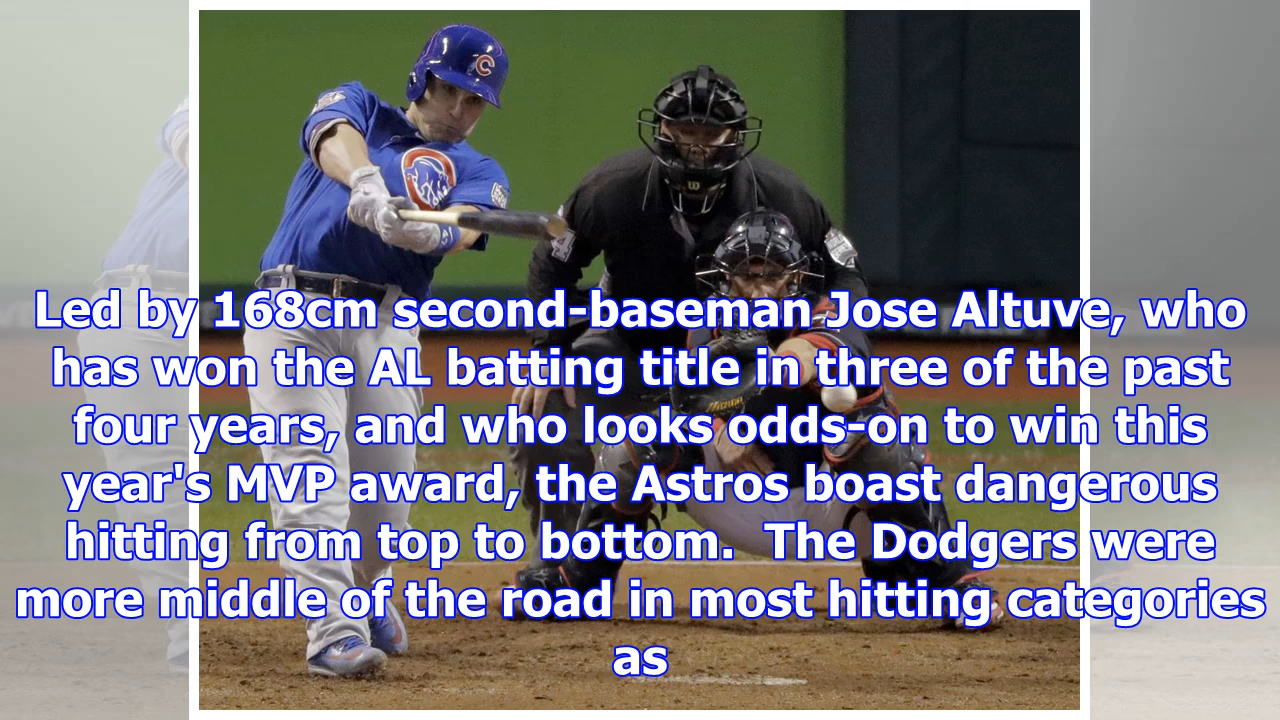 Led by 168cm second-baseman Jose Altuve, who
has won the AL batting title in three of the past
four years, and who looks odds-on to win this
year's MVP award, the Astros boast dangerous
hitting from top to bottom.  The Dodgers were
more middle of the road in most hitting categories
as
C
4
W